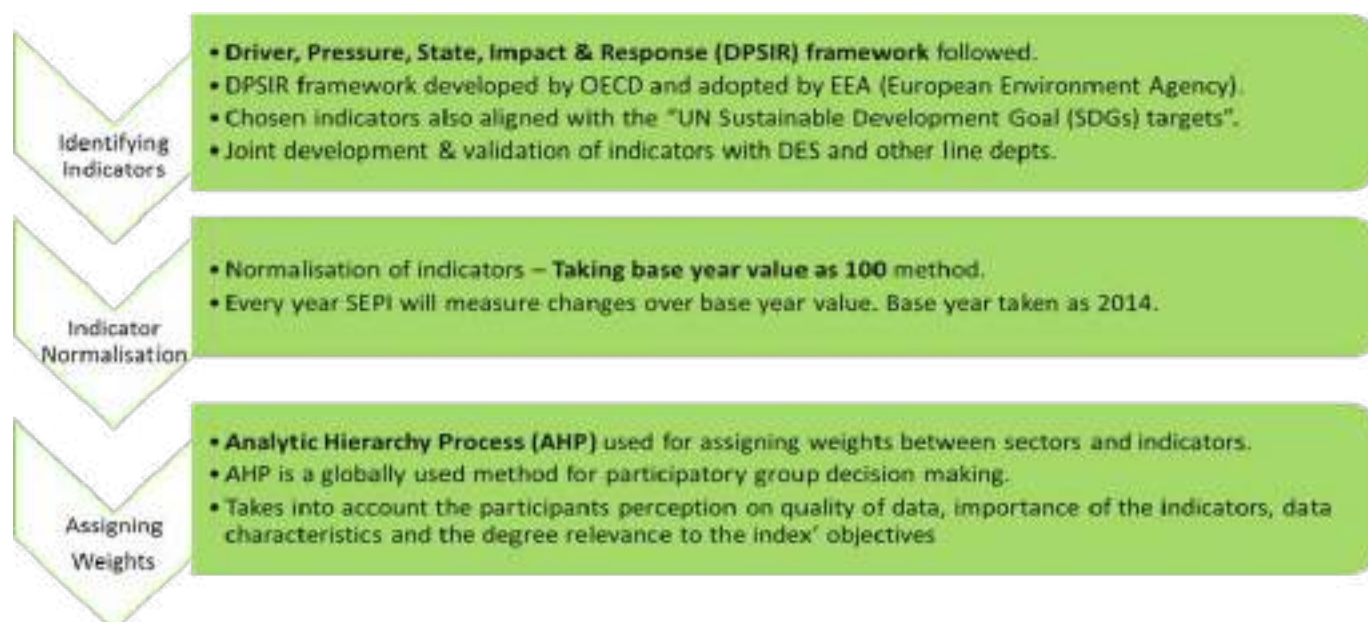 • Driver, Pressure, State, Impact & Response (DPSIR) framework followed.
• DPSIR framework developed by OECD and adopted by EEA (European Environment Agency).
• Chosen indicators also aligned with the “UN Sustainable Development Goal (SDGs) targets”.
• Joint development & validation of indicators with DES and other line depts.
Identifying
Indicators
• Normalisation of indicators – Taking base year value as 100 method.
• Every year SEPI will measure changes over base year value. Base year taken as 2014.
Indicator
Normalisation
• Analytic Hierarchy Process (AHP) used for assigning weights between sectors and indicators.
• AHP is a globally used method for participatory group decision making.
• Takes into account the participants perception on quality of data, importance of the indicators, data
characteristics and the degree relevance to the index’ objectives
Assigning
Weights